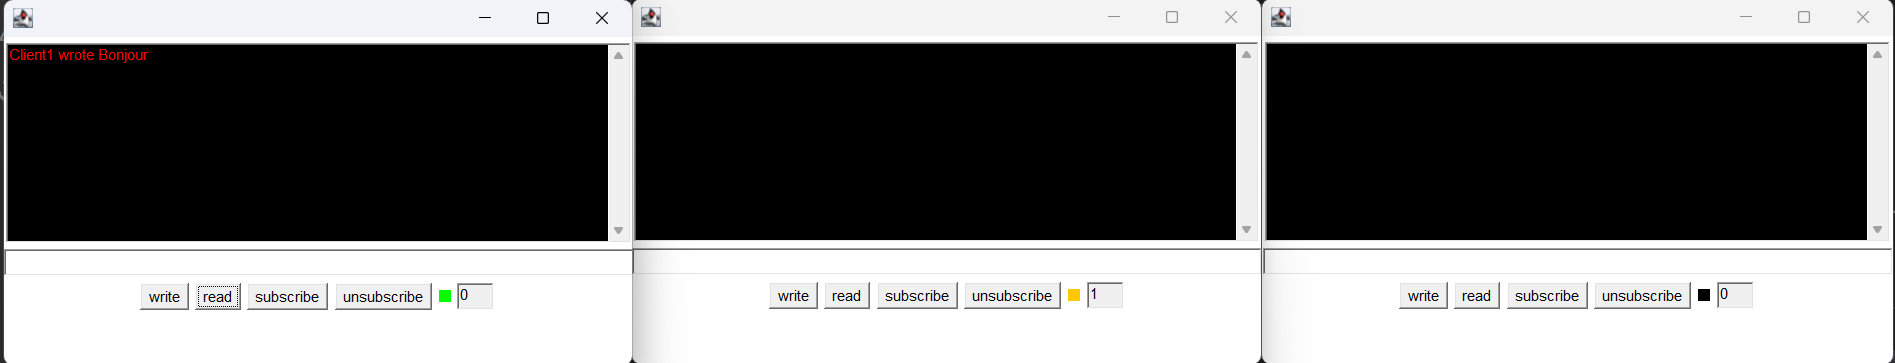 Client1 wrote Bonjour
write read subscribe unsubscribe 0
write read subscribe unsubscribe 1
write read subscribe unsubscribe 0